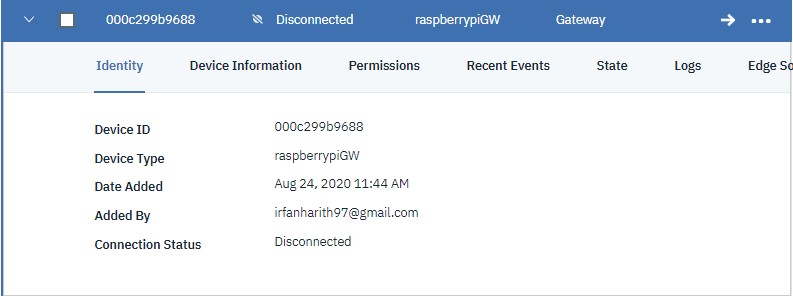 000c299b9688 Disconnected raspberrypiGW Gateway
Identity Device Information Permissions Recent Events State Logs Edge So
Device ID 000c299b9688
Device Type raspberrypiGW
Date Added Aug 24, 2020 11:44 AM
Added By irfanharith97@gmail.com
Connection Status Disconnected